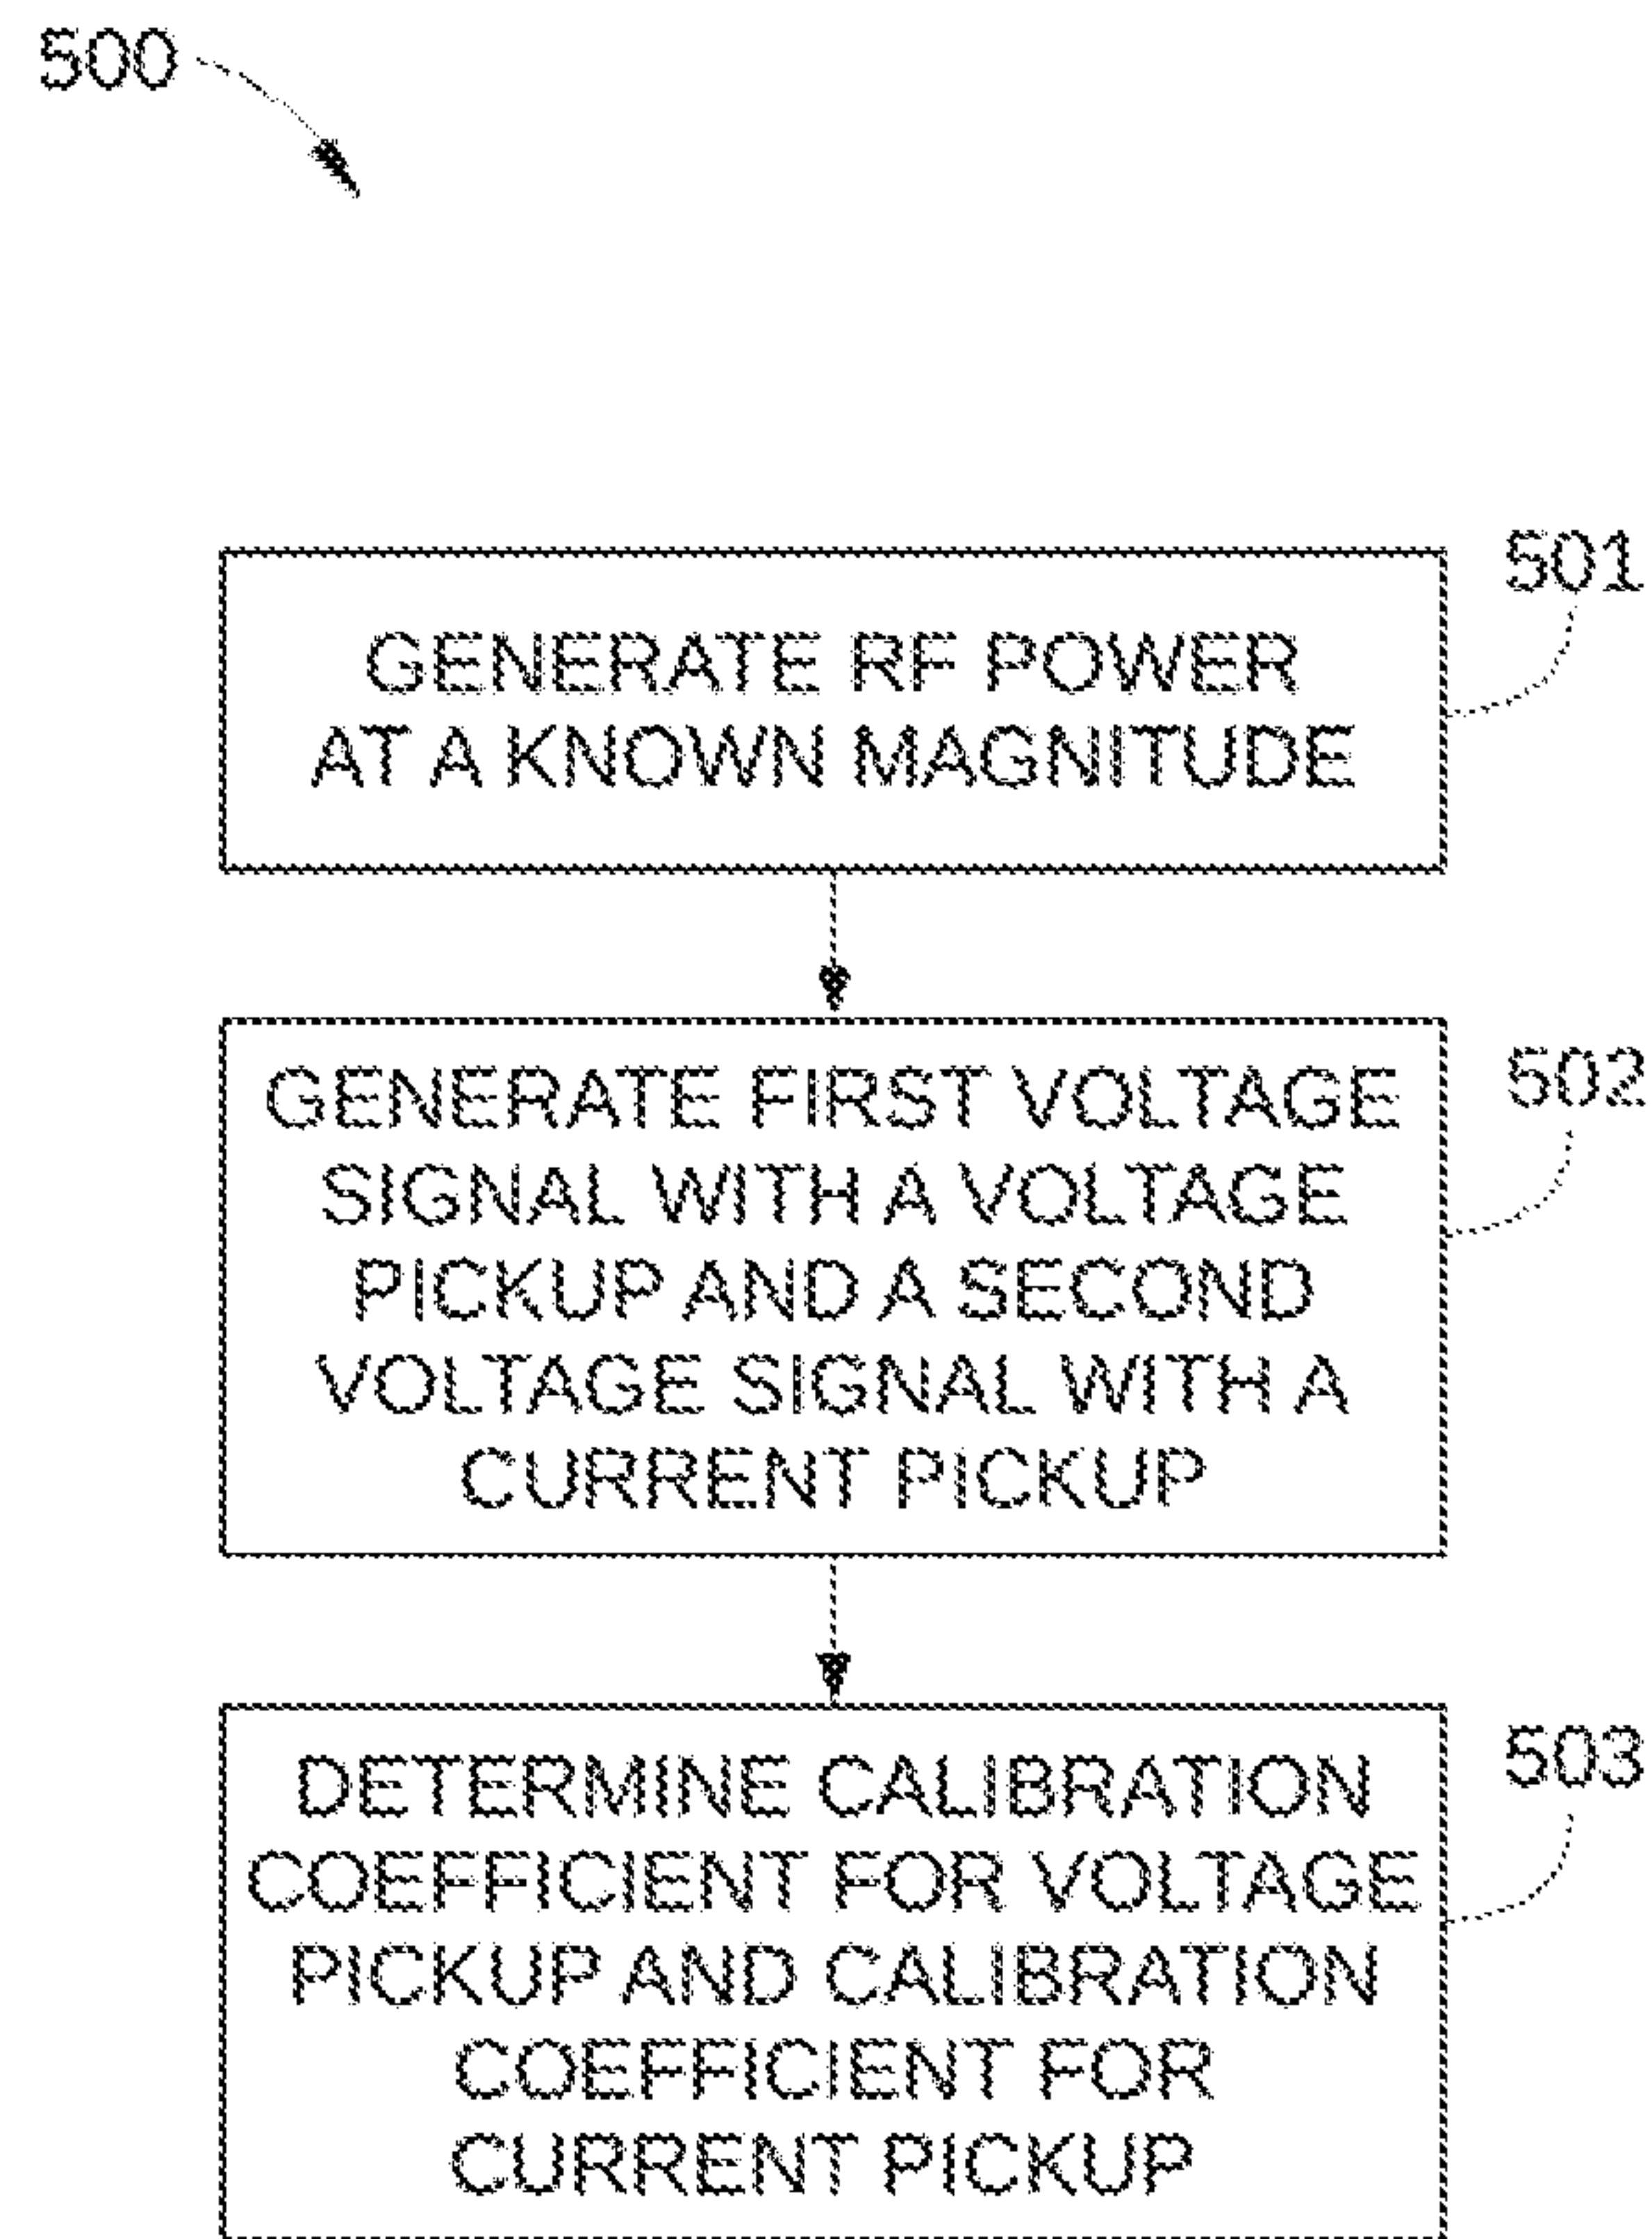 500
501
GENERATE RF POWER
AT A KNOWN MAGNITUDE
502
GENERATE FIRST VOLTAGE
SIGNAL WITH A VOLTAGE
PICKUP AND A SECOND
VOLTAGE SIGNAL WITH A
CURRENT PICKUP
503
DETERMINE CALIBRATION
COEFFICIENT FOR VOLTAGE
PICKUP AND CALIBRATION
COEFFICIENT FOR
CURRENT PICKUP